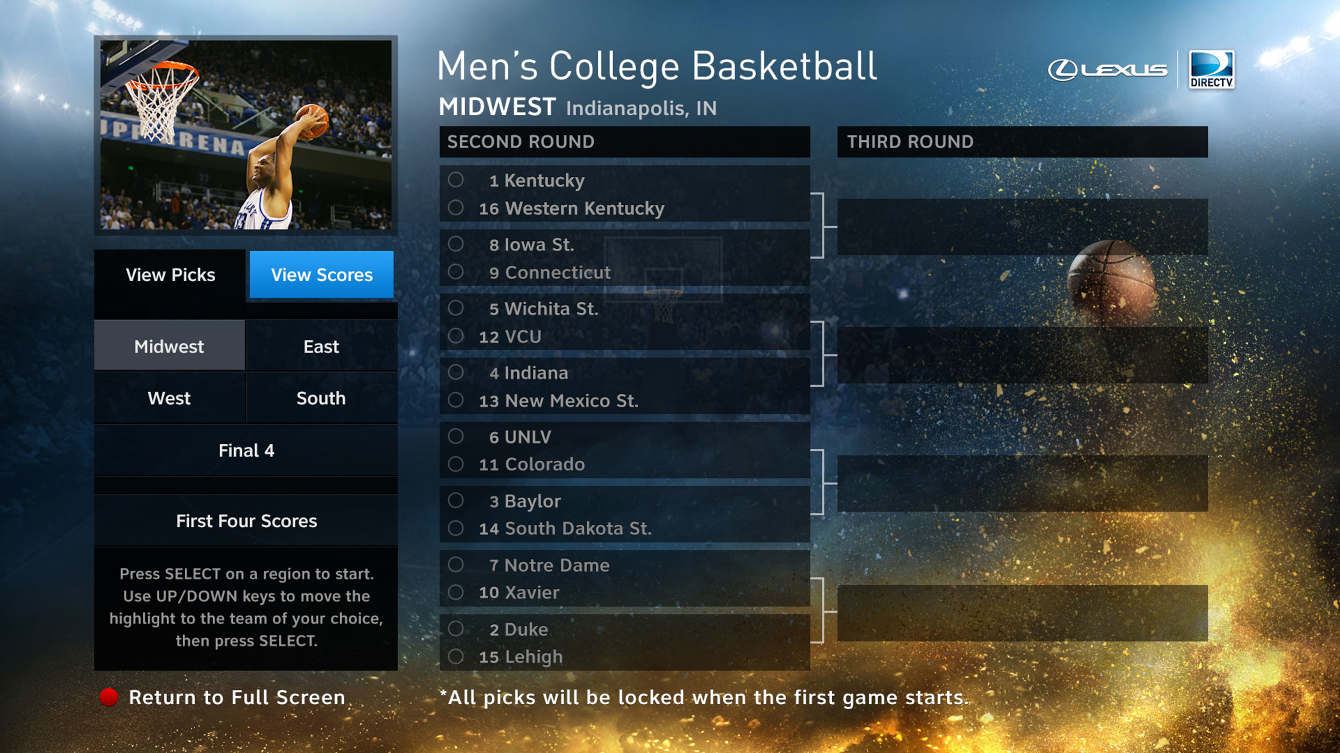 Men's College Basketball
LEXUS
DIRECTV
MIDWEST Indianapolis, IN
UPP ARENA
View Picks
View Scores
Midwest
East
West
South
Final 4
First Four Scores
Press SELECT on a region to start.
Use UP/DOWN keys to move the
highlight to the team of your choice,
then press SELECT.
SECOND ROUND
1 Kentucky
16 Western Kentucky
8 Iowa St.
9 Connecticut
5 Wichita St.
12 VCU
4 Indiana
13 New Mexico St.
6 UNLV
11 Colorado
3 Baylor
14 South Dakota St.
7 Notre Dame
10 Xavier
2 Duke
15 Lehigh
THIRD ROUND
Return to Full Screen
*All picks will be locked when the first game starts.